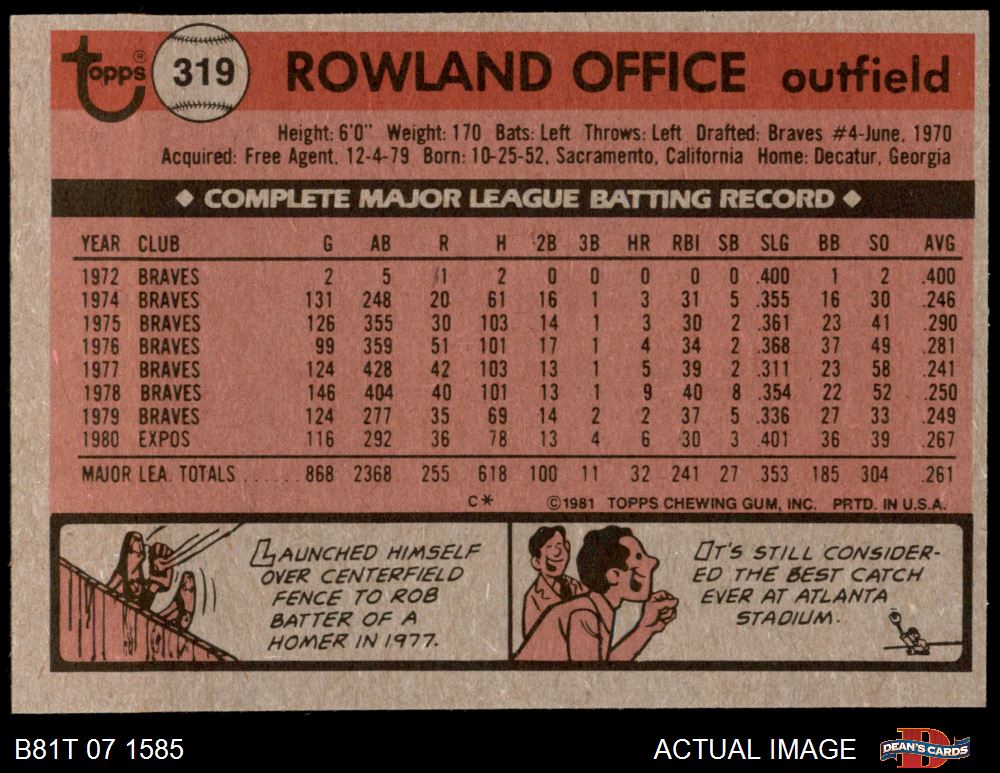 Topps® 319 ROWLAND OFFICE outfield
Height: 6'0" Weight: 170 Bats: Left Throws: Left Drafted: Braves #4-June, 1970
Acquired: Free Agent, 12-4-79 Born: 10-25-52, Sacramento, California Home: Decatur, Georgia
◆ COMPLETE MAJOR LEAGUE BATTING RECORD ◆
YEAR CLUB G AB R H 2B 3B HR RBI SB SLG BB SO AVG
1972 BRAVES 2 5 1 2 0 0 0 0 0 .400 1 2 .400
1974 BRAVES 131 248 20 61 16 1 3 31 5 .355 16 30 .246
1975 BRAVES 126 355 30 103 14 1 3 30 2 .361 23 41 .290
1976 BRAVES 99 359 51 101 17 1 4 34 2 .368 37 49 .281
1977 BRAVES 124 428 42 103 13 1 5 39 2 .311 23 58 .241
1978 BRAVES 146 404 40 101 13 1 9 40 8 .354 22 52 .250
1979 BRAVES 124 277 35 69 14 2 2 37 5 .336 27 33 .249
1980 EXPOS 116 292 36 78 13 4 6 30 3 .401 36 39 .267
MAJOR LEA. TOTALS ...... 868 2368 255 618 100 11 32 241 27 .353 185 304 .261
C* ©1981 TOPPS CHEWING GUM, INC. PRTD. IN U.S.A.
LAUNCHED HIMSELF
OVER CENTERFIELD
FENCE TO ROB
BATTER OF A
HOMER IN 1977.
IT'S STILL CONSIDER-
ED THE BEST CATCH
EVER AT ATLANTA
STADIUM.
B81T 07 1585 ACTUAL IMAGE DEAN'S CARDS